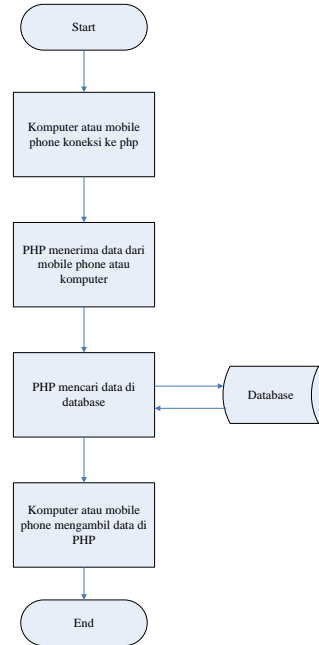 Start
Komputer atau mobile
phone koneksi ke php
PHP menerima data dari
mobile phone atau
komputer
PHP mencari data di
database
Database
Komputer atau mobile
phone mengambil data di
PHP
End